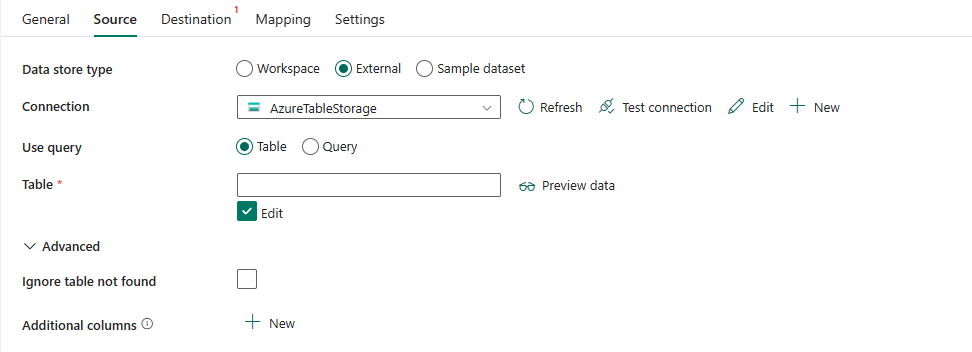 General Source Destination 1 Mapping Settings
Data store type Workspace External Sample dataset
Connection AzureTableStorage Refresh Test connection Edit New
Use query Table Query
Table * Preview data
Edit
Advanced
Ignore table not found
Additional columns New